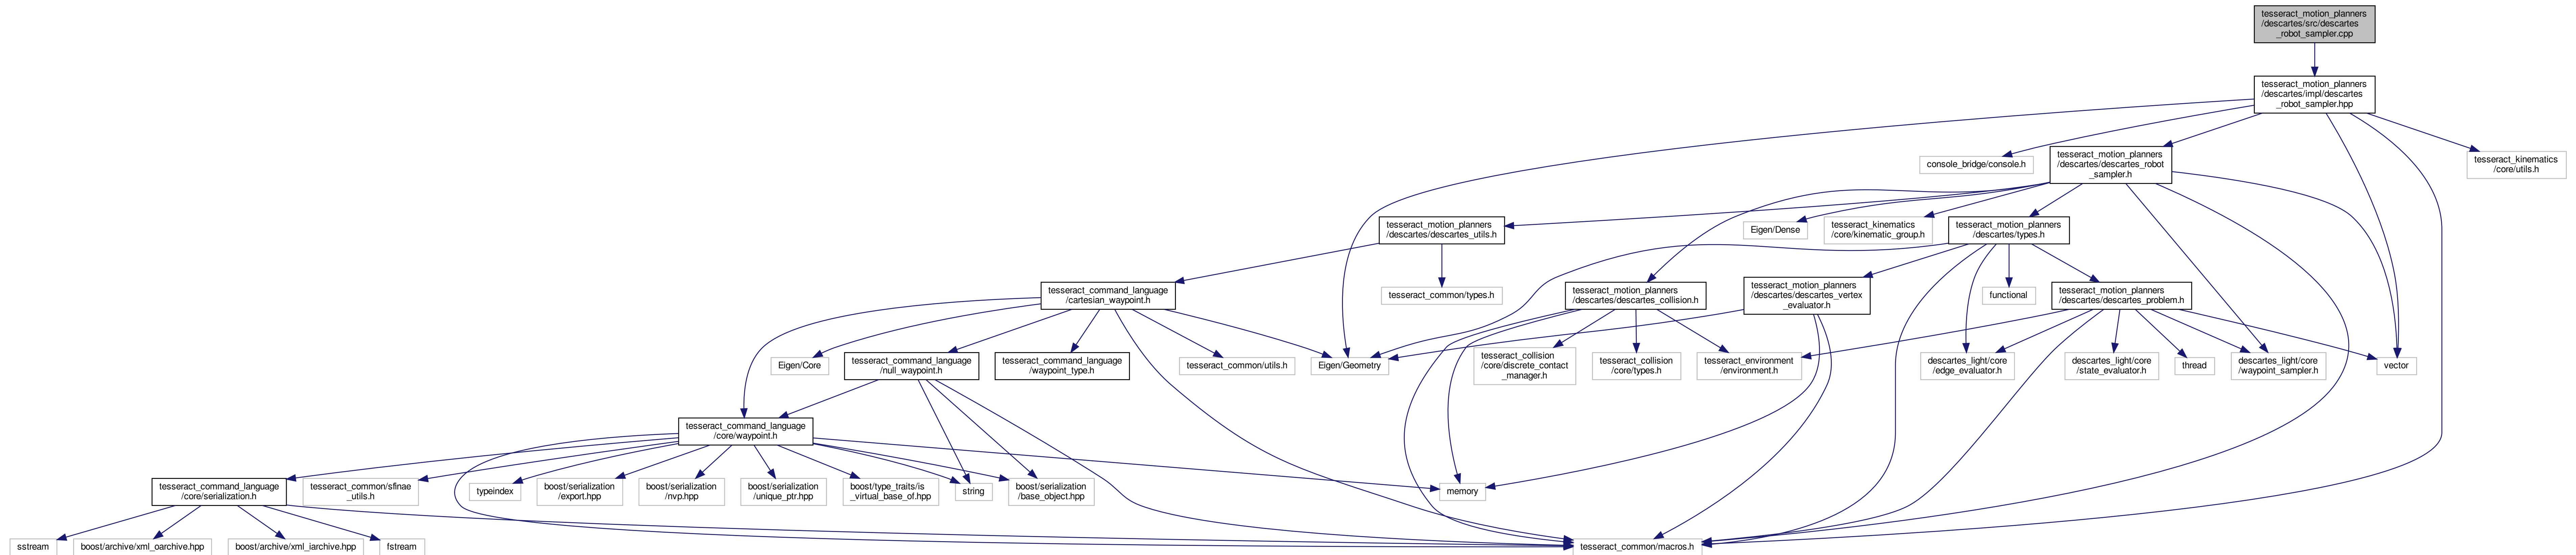 tesseract_motion_planners
/descartes/src/descartes
_robot_sampler.cpp
tesseract_motion_planners
/descartes/impl/descartes
_robot_sampler.hpp
console_bridge/console.h
tesseract_motion_planners
/descartes/descartes_robot
_sampler.h
tesseract_kinematics
/core/utils.h
tesseract_motion_planners
/descartes/descartes_utils.h
Eigen/Dense
tesseract_kinematics
/core/kinematic_group.h
tesseract_motion_planners
/descartes/types.h
tesseract_command_language
/cartesian_waypoint.h
tesseract_common/types.h
tesseract_motion_planners
/descartes/descartes_collision.h
tesseract_motion_planners
/descartes/descartes_vertex
_evaluator.h
functional
tesseract_motion_planners
/descartes/descartes_problem.h
Eigen/Core
tesseract_command_language
/null_waypoint.h
tesseract_command_language
/waypoint_type.h
tesseract_common/utils.h
Eigen/Geometry
tesseract_collision
/core/discrete_contact
_manager.h
tesseract_collision
/core/types.h
tesseract_environment
/environment.h
descartes_light/core
/edge_evaluator.h
descartes_light/core
/state_evaluator.h
thread
descartes_light/core
/waypoint_sampler.h
vector
tesseract_command_language
/core/waypoint.h
tesseract_command_language
/core/serialization.h
tesseract_common/sfinae
_utils.h
typeindex
boost/serialization
/export.hpp
boost/serialization
/nvp.hpp
boost/serialization
/unique_ptr.hpp
boost/type_traits/is
_virtual_base_of.hpp
string
boost/serialization
/base_object.hpp
memory
sstream
boost/archive/xml_oarchive.hpp
boost/archive/xml_iarchive.hpp
fstream
tesseract_common/macros.h